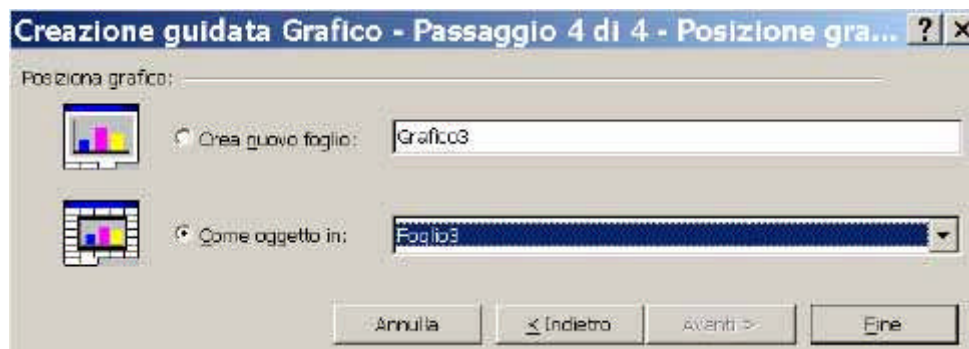 Creazione guidata Grafico - Passaggio 4 di 4 - Posizione gra...
Posiziona grafico:
Crea nuovo foglio:
Grafico3
Come oggetto in:
Foglio3
Annulla
< Indietro
Avanti >
Fine